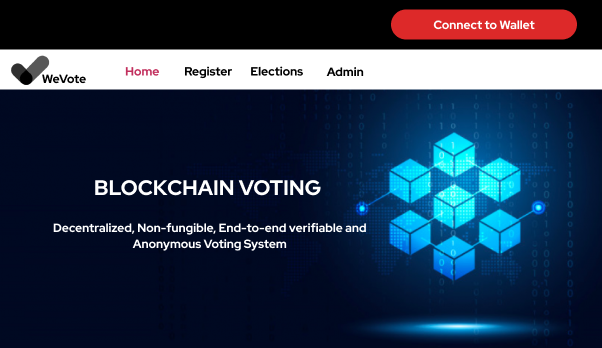 Connect to Wallet
WeVote
Home Register Elections Admin
BLOCKCHAIN VOTING
Decentralized, Non-fungible, End-to-end verifiable and
Anonymous Voting System